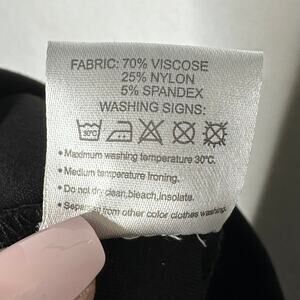 FABRIC: 70% VISCOSE
25% NYLON
5% SPANDEX
WASHING SIGNS:
30°C
•Maximum washing temperature 30°C.
•Medium temperature Ironing.
•Do not dry clean,bleach,insolate.
•Separate from other color clothes washing.